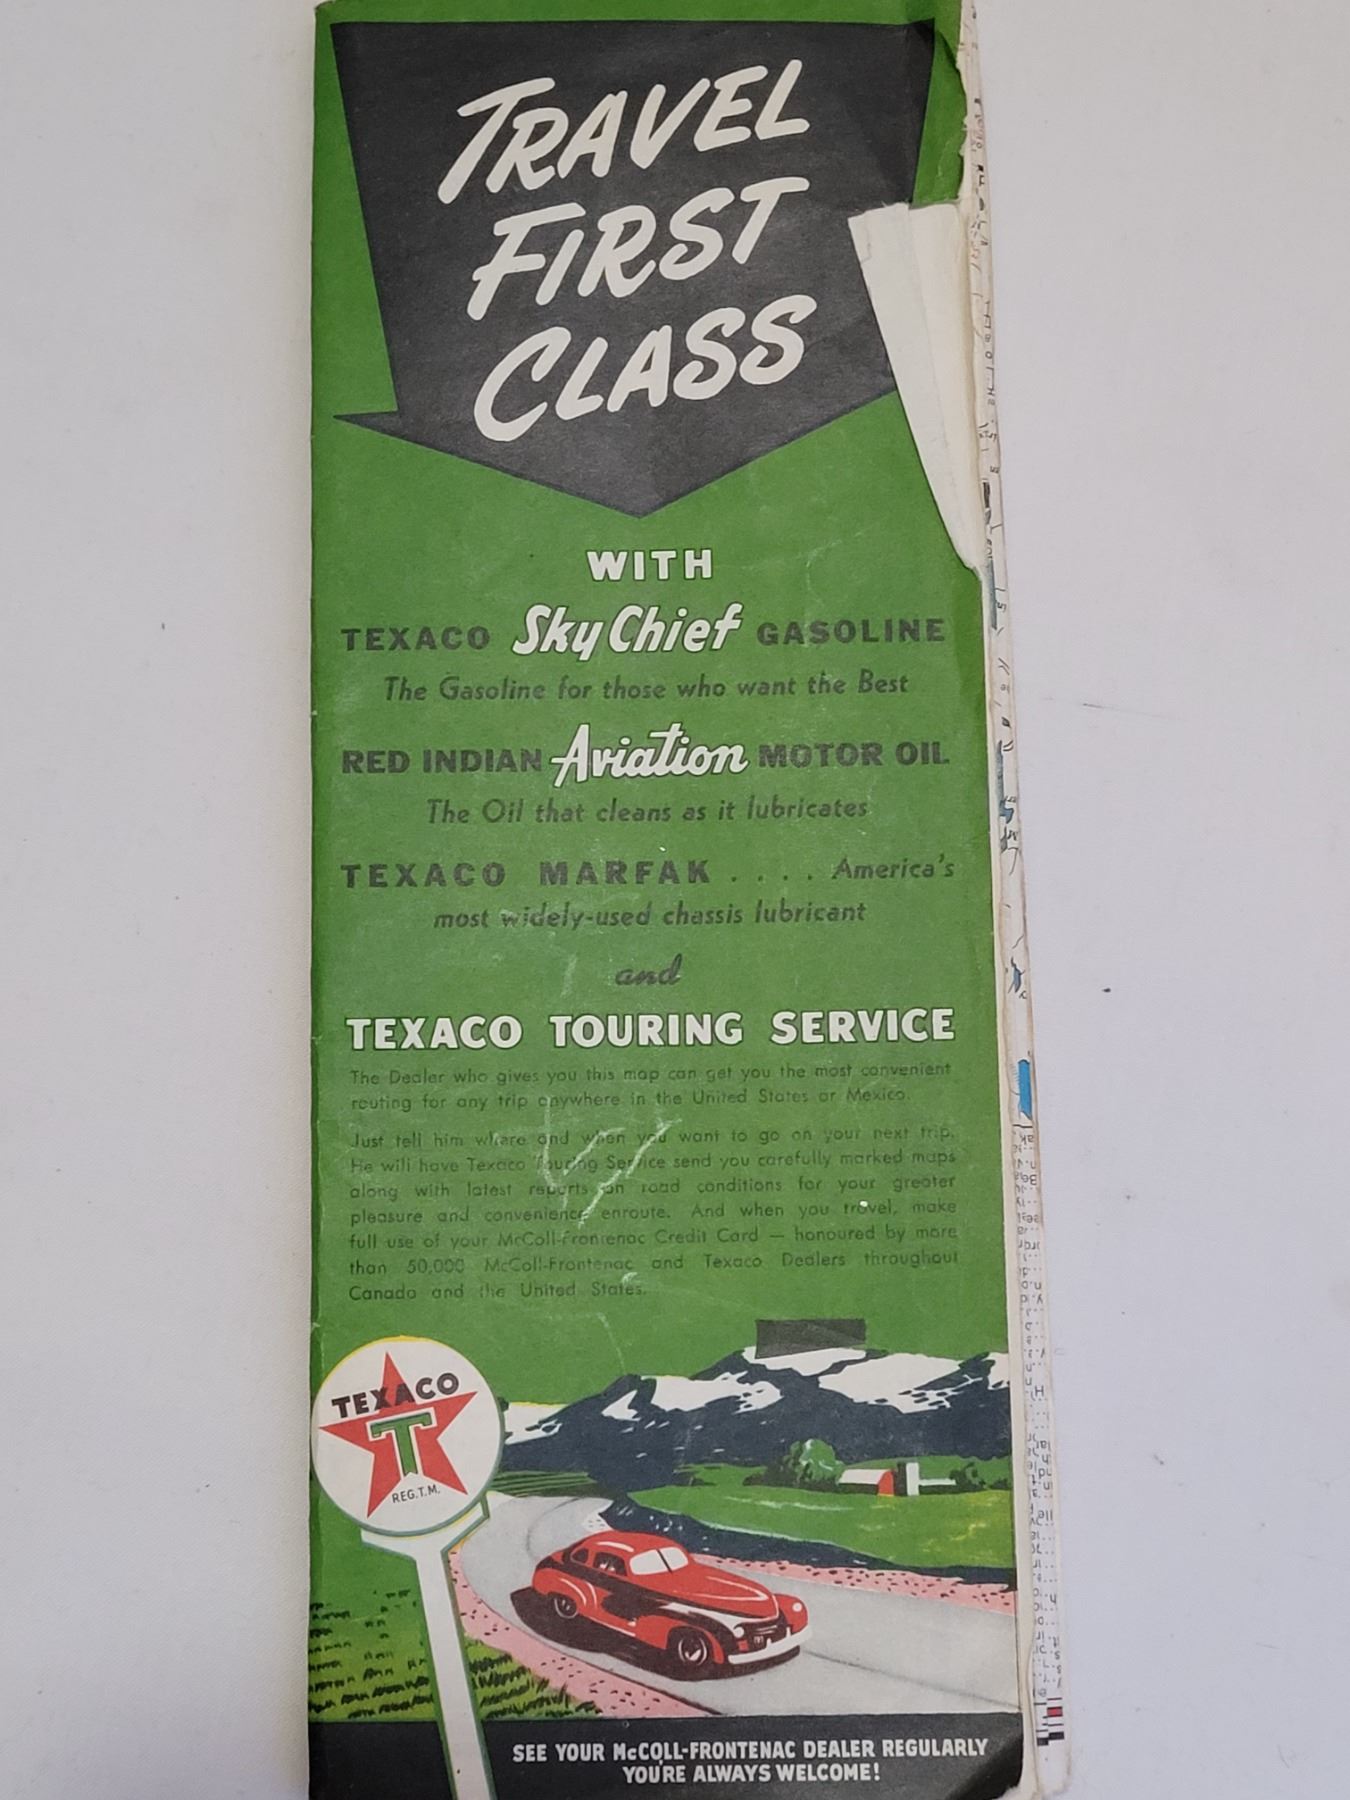 TRAVEL
FIRST
CLASS
WITH
TEXACO Sky Chief GASOLINE
The Gasoline for those who want the Best
RED INDIAN Aviation MOTOR OIL
The Oil that cleans as it lubricates
TEXACO MARFAK .... America's
most widely-used chassis lubricant
and
TEXACO TOURING SERVICE
The Dealer who gives you this map can get you the most convenient
routing for any trip anywhere in the United States or Mexico.
Just tell him where and when you want to go on your next trip.
He will have Texaco Touring Service send you carefully marked maps
along with latest reports on road conditions for your greater
pleasure and convenience enroute. And when you travel, make
full use of your McColl-Frontenac Credit Card — honoured by more
than 50,000 McColl-Frontenac and Texaco Dealers throughout
Canada and the United States.
TEXACO
T
REG. T.M.
SEE YOUR McCOLL-FRONTENAC DEALER REGULARLY
YOU'RE ALWAYS WELCOME!